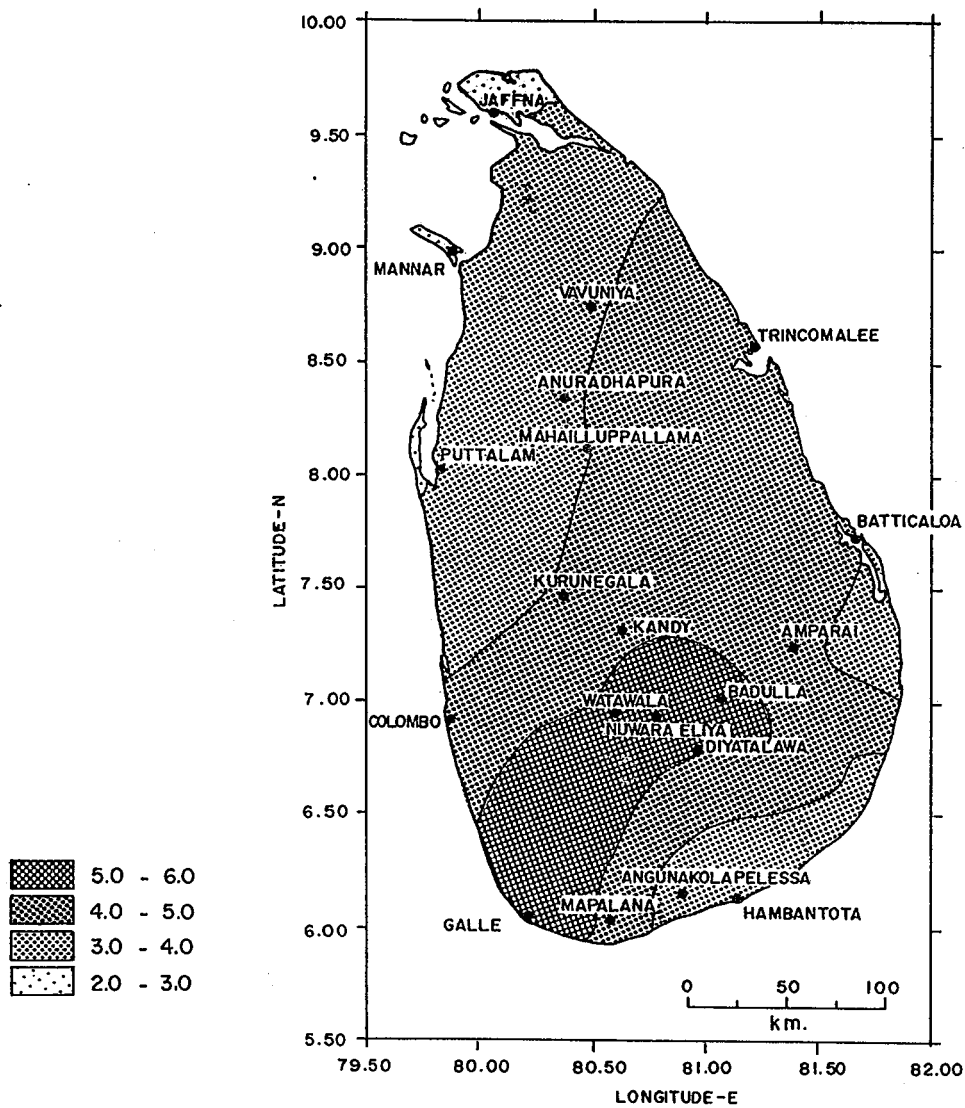 10.00
JAFFNA
9.50
9.00
MANNAR
VAVUNIYA
TRINCOMALEE
8.50
ANURADHAPURA
MAHAILLUPPALLAMA
PUTTALAM
8.00
BATTICALOA
LATITUDE-N
7.50
KURUNEGALA
KANDY
AMPARAI
7.00
BADULLA
WATAWALA
COLOMBO
NUWARA ELIYA
DIYATALAWA
6.50
5.0 - 6.0
4.0 - 5.0
3.0 - 4.0
2.0 - 3.0
ANGUNAKOLAPELESSA
MAPALANA
HAMBANTOTA
GALLE
6.00
0 50 100
km.
5.50
79.50 80.00 80.50 81.00 81.50 82.00
LONGITUDE-E